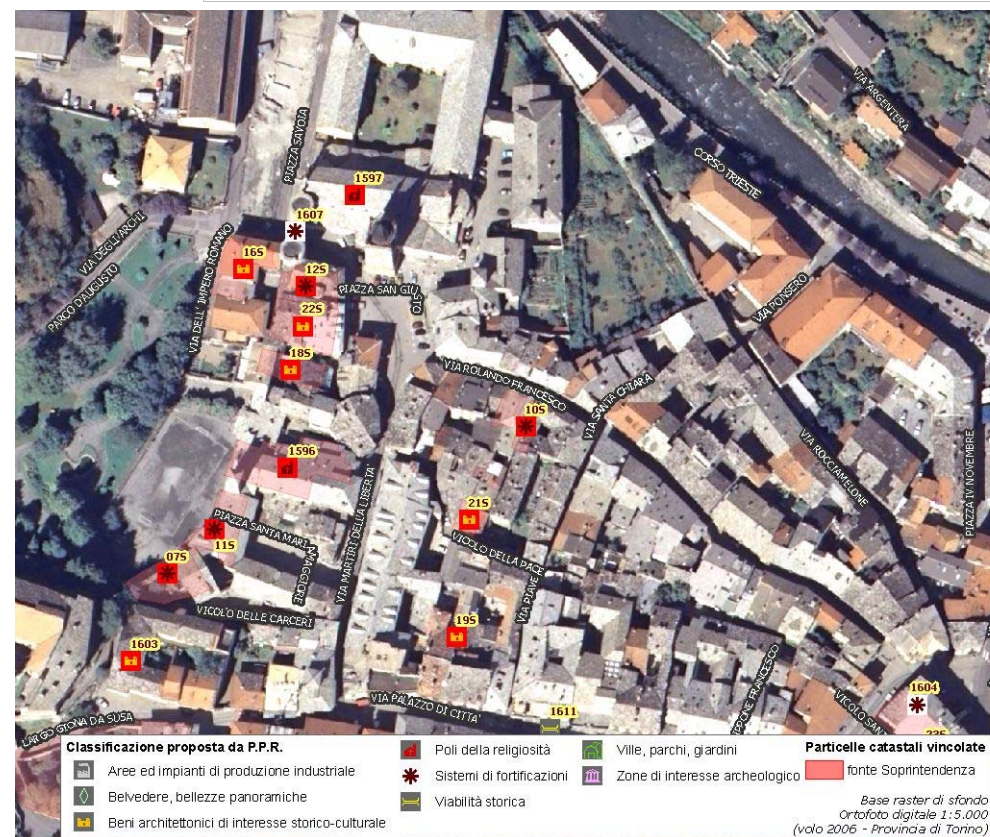 PIAZZA SAVOIA
VIA ARGENTERA
CORSO TRIESTE
1597
1607
VIA DEGLI ARCHI
PARCO D'AUGUSTO
VIA DELL' IMPERO ROMANO
16S
12S
PIAZZA SAN GIUSTO
VIA PONSERO
22S
18S
VIA ROLANDO FRANCESCO
VIA SANTA CHIARA
10S
VIA ROCCIAMELONE
PIAZZA IV NOVEMBRE
1596
VIA MARTIRI DELLA LIBERTA'
21S
PIAZZA SANTA MARIA MAGGIORE
11S
VICOLO DELLA PACE
07S
VIA PIAVE
VICOLO DELLE CARCERI
19S
1603
IPPONE FRANCESCO
1604
VICOLO SAN
VIA PALAZZO DI CITTA'
1611
LARGO GIONA DA SUSA
Classificazione proposta da P.P.R.
Aree ed impianti di produzione industriale
Belvedere, bellezze panoramiche
Beni architettonici di interesse storico-culturale
Poli della religiosità
Sistemi di fortificazioni
Viabilità storica
Ville, parchi, giardini
Zone di interesse archeologico
Particelle catastali vincolate
fonte Soprintendenza
Base raster di sfondo
Ortofoto digitale 1:5.000
(volo 2006 - Provincia di Torino)